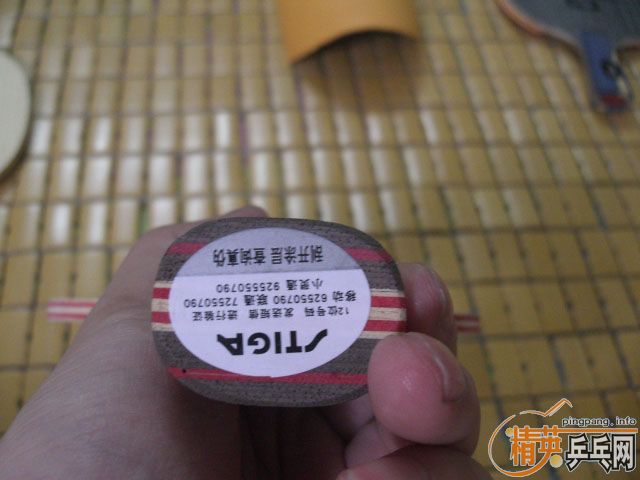 STIGA
12位号码 发送短信 进行验证
移动 62550790 联通 72550790
小灵通 925550790
刮开涂层 查询真伪
pingpang.info
精英乒乓网